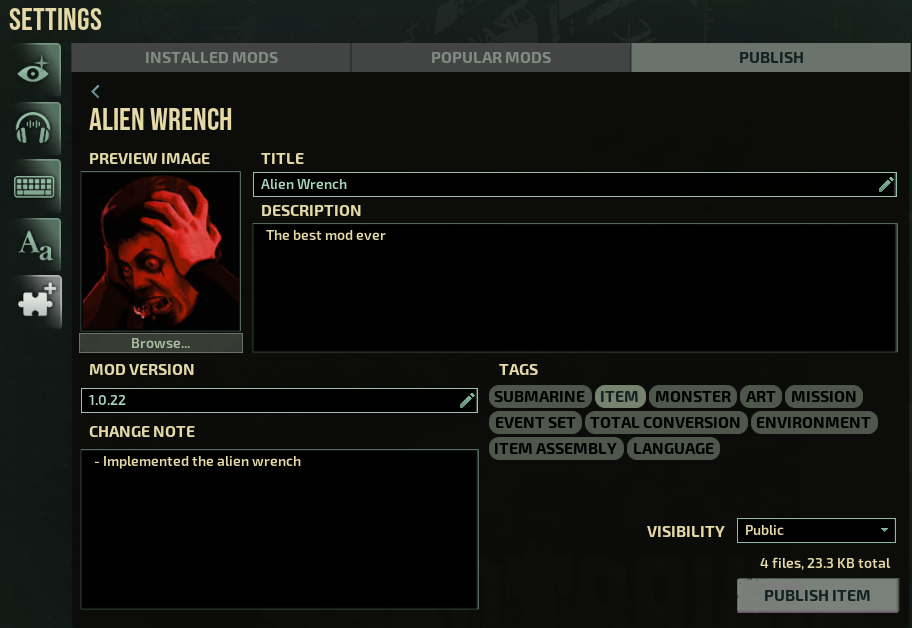 SETTINGS
INSTALLED MODS
POPULAR MODS
PUBLISH
ALIEN WRENCH
PREVIEW IMAGE
TITLE
Alien Wrench
DESCRIPTION
The best mod ever
Browse...
MOD VERSION
1.0.22
CHANGE NOTE
- Implemented the alien wrench
TAGS
SUBMARINE ITEM MONSTER ART MISSION
EVENT SET TOTAL CONVERSION ENVIRONMENT
ITEM ASSEMBLY LANGUAGE
VISIBILITY
Public
4 files, 23.3 KB total
PUBLISH ITEM
Aa